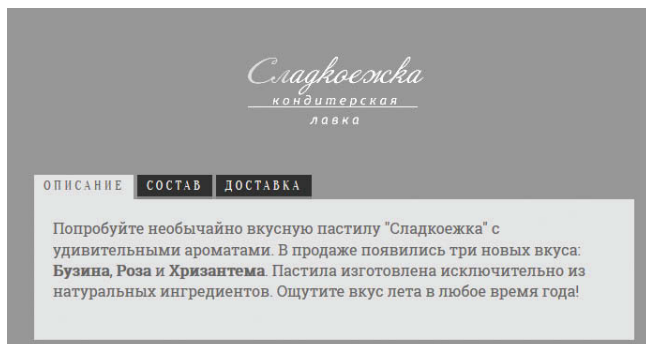 Сладкоежка
кондитерская
лавка
ОПИСАНИЕ СОСТАВ ДОСТАВКА
Попробуйте необычайно вкусную пастилу "Сладкоежка" с
удивительными ароматами. В продаже появились три новых вкуса:
Бузина, Роза и Хризантема. Пастила изготовлена исключительно из
натуральных ингредиентов. Ощутите вкус лета в любое время года!